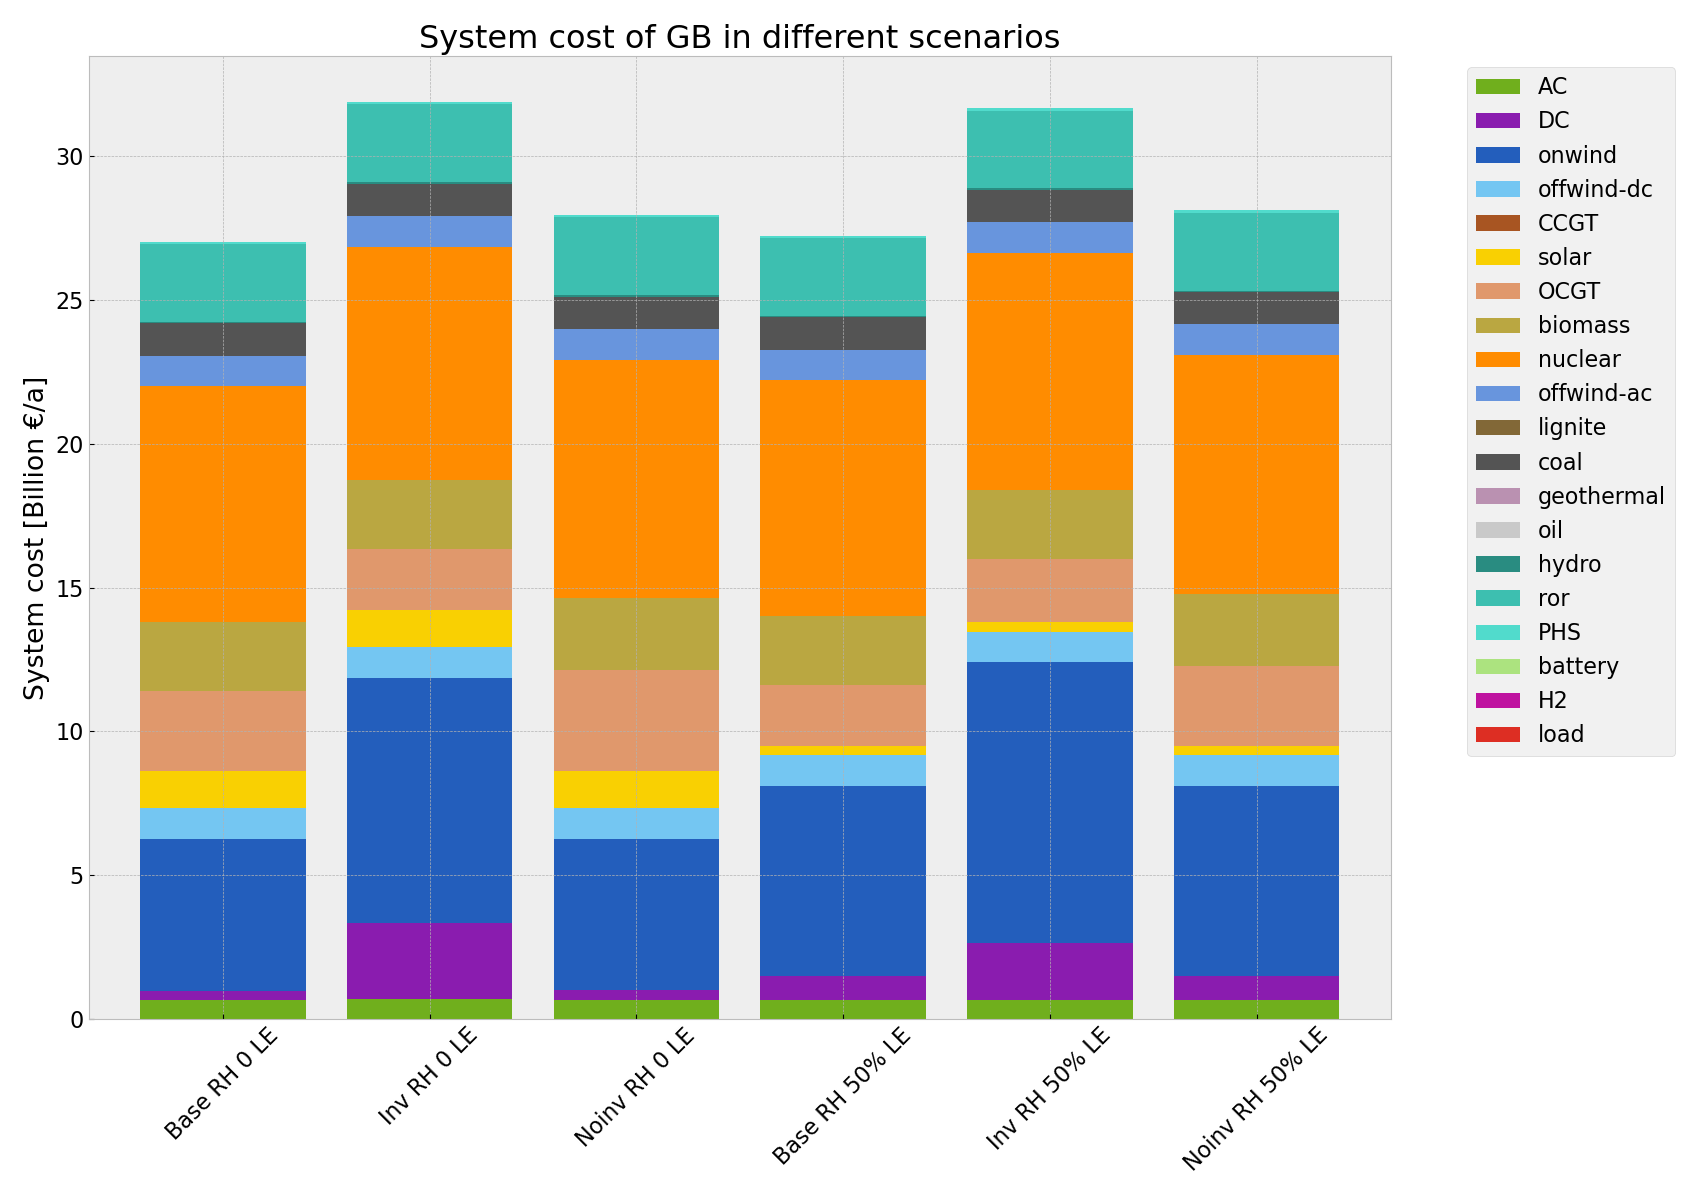 System cost of GB in different scenarios
System cost [Billion €/a]
30
25
20
15
10
5
0
Base RH 0 LE
Inv RH 0 LE
Noinv RH 0 LE
Base RH 50% LE
Inv RH 50% LE
Noinv RH 50% LE
AC
DC
onwind
offwind-dc
CCGT
solar
OCGT
biomass
nuclear
offwind-ac
lignite
coal
geothermal
oil
hydro
ror
PHS
battery
H2
load